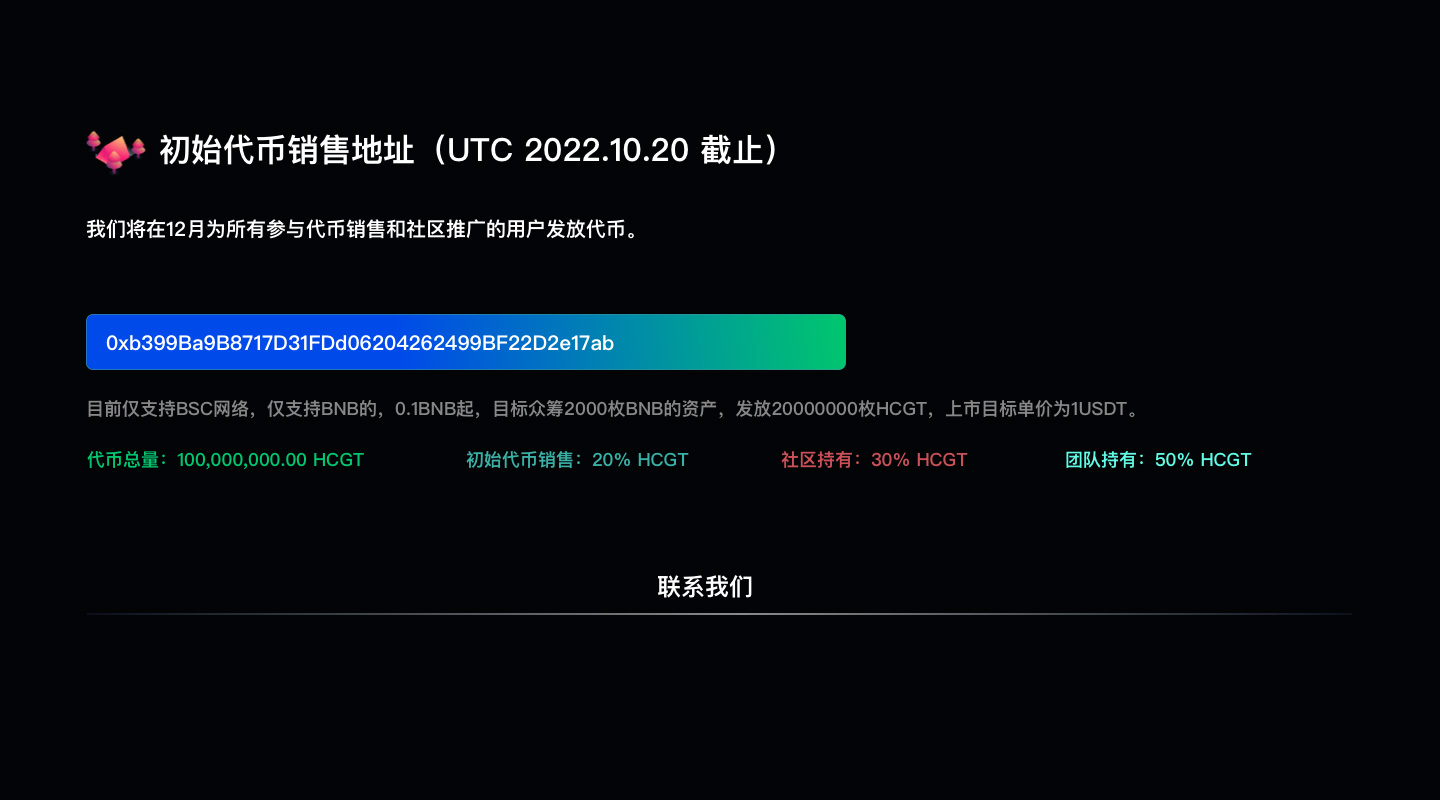 初始代币销售地址（UTC 2022.10.20 截止）
我们将在12月为所有参与代币销售和社区推广的用户发放代币。
0xb399Ba9B8717D31FDd06204262499BF22D2e17ab
目前仅支持BSC网络，仅支持BNB的，0.1BNB起，目标众筹2000枚BNB的资产，发放20000000枚HCGT，上市目标单价为1USDT。
代币总量：100,000,000.00 HCGT 初始代币销售：20% HCGT 社区持有：30% HCGT 团队持有：50% HCGT
联系我们